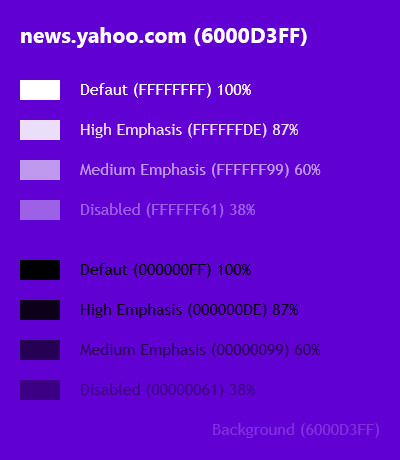 news.yahoo.com (6000D3FF)
Defaut (FFFFFFFF) 100%
High Emphasis (FFFFFFDE) 87%
Medium Emphasis (FFFFFF99) 60%
Disabled (FFFFFF61) 38%
Defaut (000000FF) 100%
High Emphasis (000000DE) 87%
Medium Emphasis (00000099) 60%
Disabled (00000061) 38%
Background (6000D3FF)